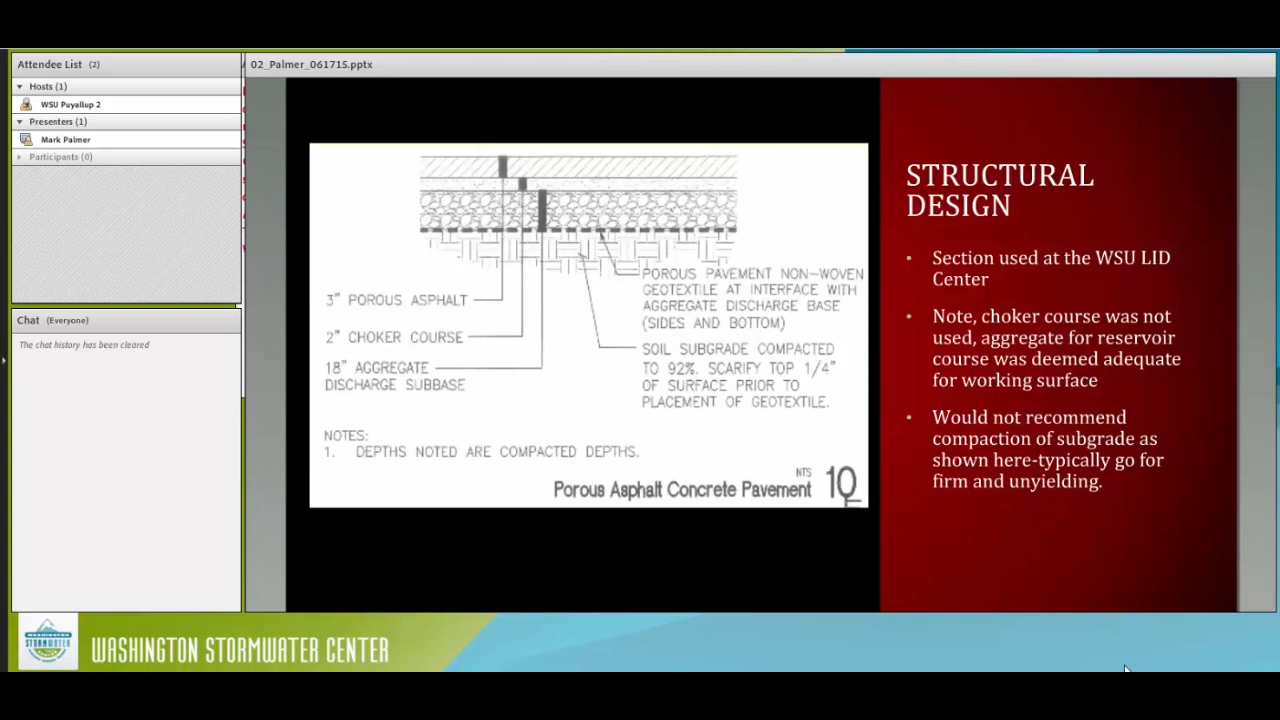 Attendee List (2)
Hosts (1)
WSU Puyallup 2
Presenters (1)
Mark Palmer
Participants (0)
Chat (Everyone)
The chat history has been cleared
02_Palmer_061715.pptx
3" POROUS ASPHALT
2" CHOKER COURSE
18" AGGREGATE
DISCHARGE SUBBASE
POROUS PAVEMENT NON-WOVEN
GEOTEXTILE AT INTERFACE WITH
AGGREGATE DISCHARGE BASE
(SIDES AND BOTTOM)
SOIL SUBGRADE COMPACTED
TO 92%. SCARIFY TOP 1/4"
OF SURFACE PRIOR TO
PLACEMENT OF GEOTEXTILE.
NOTES:
1. DEPTHS NOTED ARE COMPACTED DEPTHS.
NTS
Porous Asphalt Concrete Pavement 10
STRUCTURAL
DESIGN
• Section used at the WSU LID
Center
• Note, choker course was not
used, aggregate for reservoir
course was deemed adequate
for working surface
• Would not recommend
compaction of subgrade as
shown here-typically go for
firm and unyielding.
WASHINGTON
STORMWATER
WASHINGTON STORMWATER CENTER